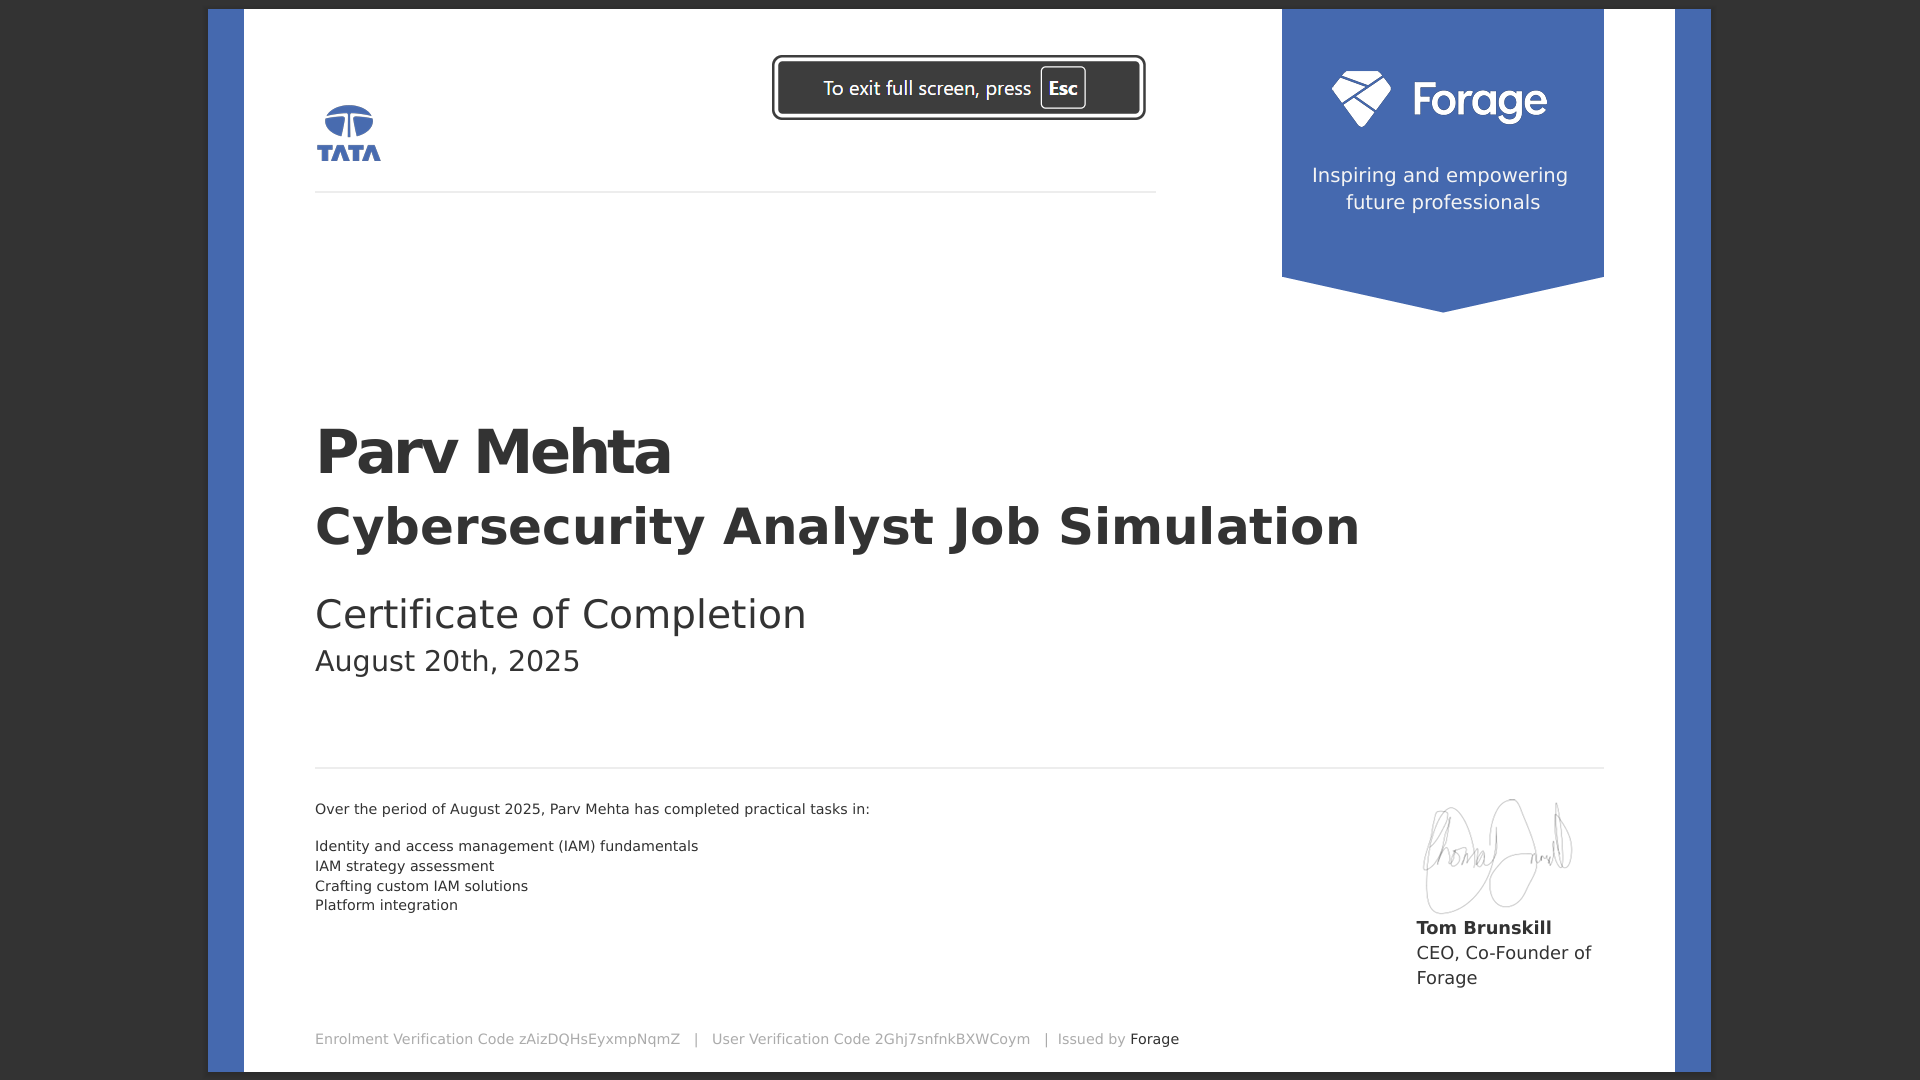 To exit full screen, press Esc
TATA
Forage
Inspiring and empowering
future professionals
Parv Mehta
Cybersecurity Analyst Job Simulation
Certificate of Completion
August 20th, 2025
Over the period of August 2025, Parv Mehta has completed practical tasks in:
Identity and access management (IAM) fundamentals
IAM strategy assessment
Crafting custom IAM solutions
Platform integration
Tom Brunskill
CEO, Co-Founder of
Forage
Enrolment Verification Code zAizDQHsEyxmpNqmZ | User Verification Code 2Ghj7snfnkBXWCoym | Issued by Forage